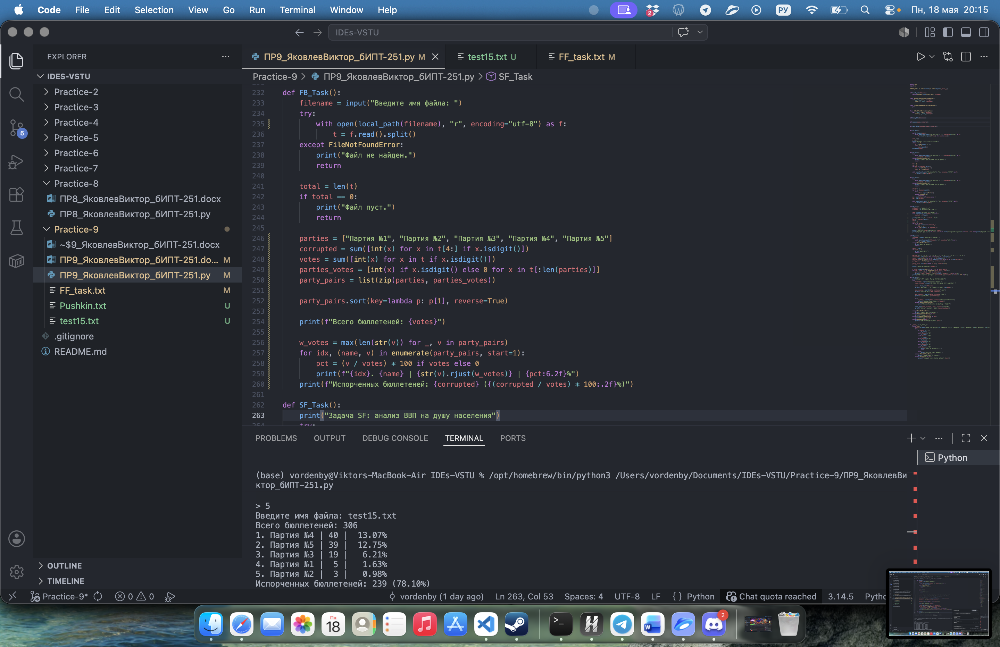 Code File Edit Selection View Go Run Terminal Window Help
2
РУ
Пн, 18 мая 20:15
IDEs-VSTU
EXPLORER
ПР9_ЯковлевВиктор_бИПТ-251.py M
test15.txt U
FF_task.txt M
IDES-VSTU
Practice-9 > ПР9_ЯковлевВиктор_бИПТ-251.py > SF_Task
Practice-2
Practice-3
Practice-4
Practice-5
Practice-6
Practice-7
Practice-8
ПР8_ЯковлевВиктор_бИПТ-251.docx
ПР8_ЯковлевВиктор_бИПТ-251.py
Practice-9
~$9_ЯковлевВиктор_бИПТ-251.docx
ПР9_ЯковлевВиктор_бИПТ-251.do... M
ПР9_ЯковлевВиктор_бИПТ-251.py M
FF_task.txt M
Pushkin.txt U
test15.txt U
.gitignore
README.md
OUTLINE
TIMELINE
5
232 def FB_Task():
233 filename = input("Введите имя файла: ")
234 try:
235 with open(local_path(filename), "r", encoding="utf-8") as f:
236 t = f.read().split()
237 except FileNotFoundError:
238 print("Файл не найден.")
239 return
240
241 total = len(t)
242 if total == 0:
243 print("Файл пуст.")
244 return
245
246 parties = ["Партия №1", "Партия №2", "Партия №3", "Партия №4", "Партия №5"]
247 corrupted = sum([int(x) for x in t[4:] if x.isdigit()])
248 votes = sum([int(x) for x in t if x.isdigit()])
249 parties_votes = [int(x) if x.isdigit() else 0 for x in t[:len(parties)]]
250 party_pairs = list(zip(parties, parties_votes))
251
252 party_pairs.sort(key=lambda p: p[1], reverse=True)
253
254 print(f"Всего бюллетеней: {votes}")
255
256 w_votes = max(len(str(v)) for _, v in party_pairs)
257 for idx, (name, v) in enumerate(party_pairs, start=1):
258 pct = (v / votes) * 100 if votes else 0
259 print(f"{idx}. {name} | {str(v).rjust(w_votes)} | {pct:6.2f}%")
260 print(f"Испорченных бюллетеней: {corrupted} ({(corrupted / votes) * 100:.2f}%)")
261
262 def SF_Task():
263 print("Задача SF: анализ ВВП на душу населения")
264 try:
PROBLEMS OUTPUT DEBUG CONSOLE TERMINAL PORTS
Python
(base) vordenby@Viktors-MacBook-Air IDEs-VSTU % /opt/homebrew/bin/python3 /Users/vordenby/Documents/IDEs-VSTU/Practice-9/ПР9_ЯковлевВи
ктор_бИПТ-251.py
> 5
Введите имя файла: test15.txt
Всего бюллетеней: 306
1. Партия №4 | 40 | 13.07%
2. Партия №5 | 39 | 12.75%
3. Партия №3 | 19 | 6.21%
4. Партия №1 | 5 | 1.63%
5. Партия №2 | 3 | 0.98%
Испорченных бюллетеней: 239 (78.10%)
Practice-9* 0 0 vordenby (1 day ago) Ln 263, Col 53 Spaces: 4 UTF-8 LF { } Python Chat quota reached 3.14.5 Pytho
Пн
18
2